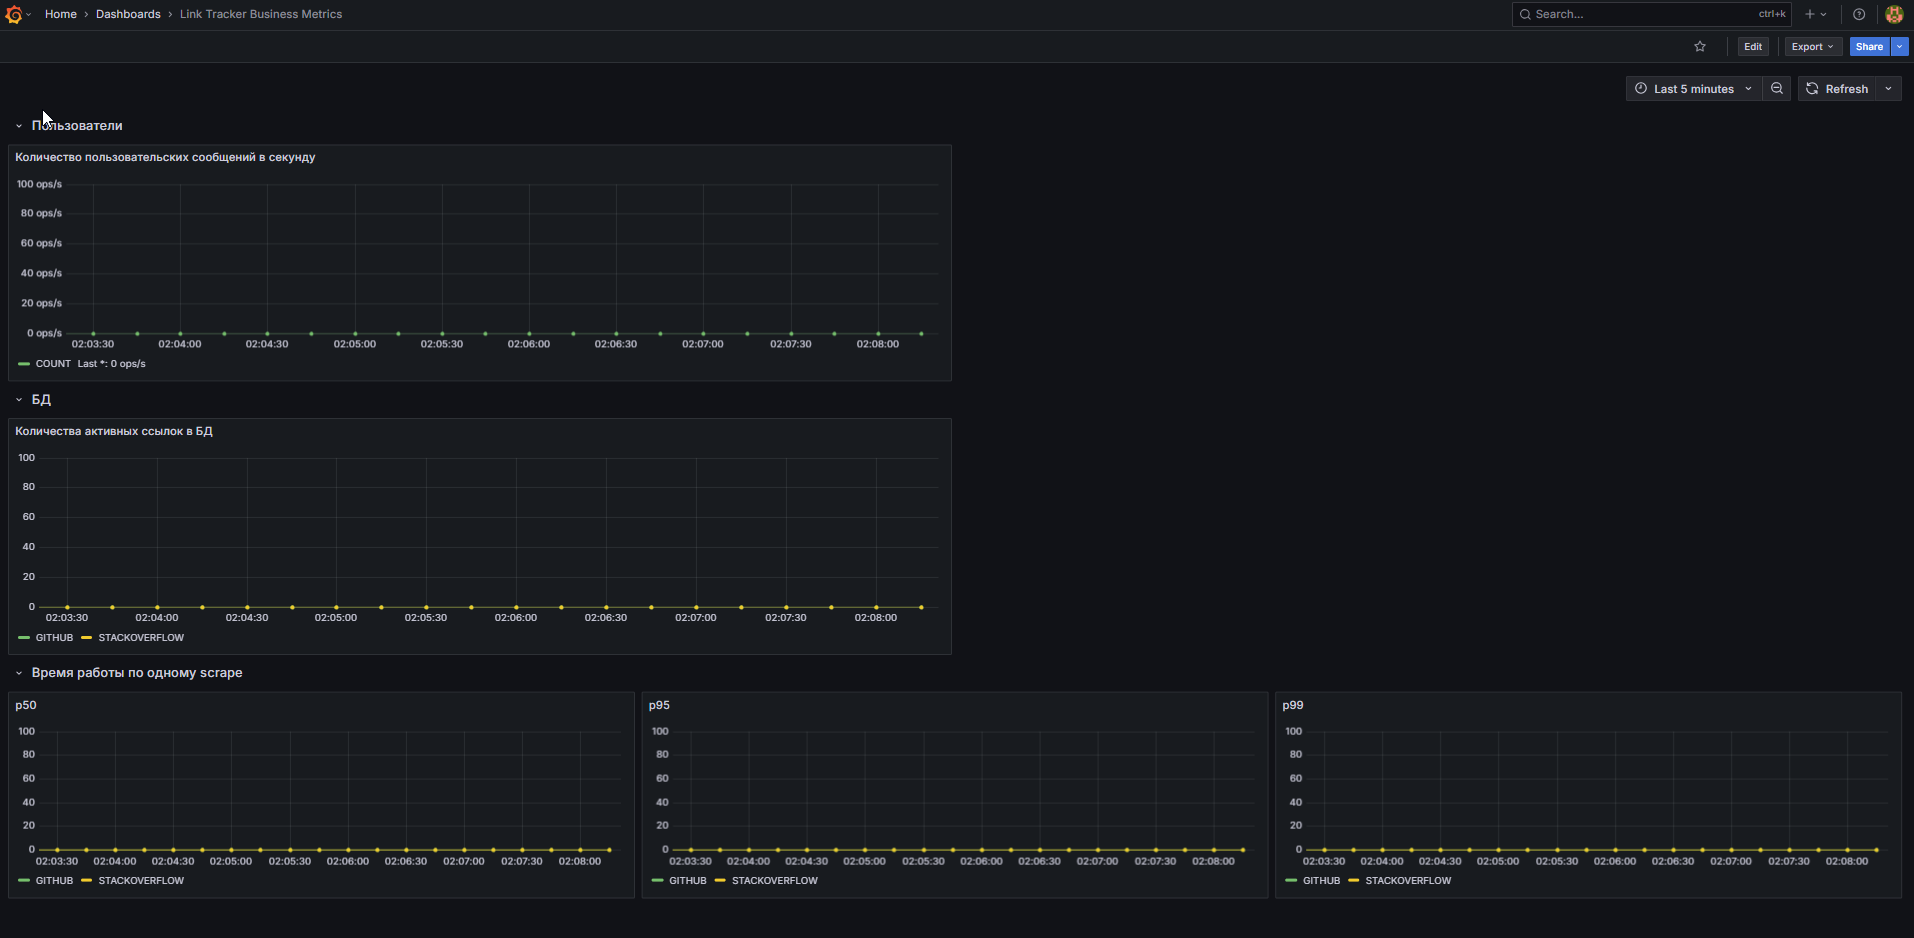 Home › Dashboards › Link Tracker Business Metrics
Search... ctrl+k
Edit Export Share
Last 5 minutes Refresh
Пользователи
Количество пользовательских сообщений в секунду
100 ops/s
80 ops/s
60 ops/s
40 ops/s
20 ops/s
0 ops/s
02:03:30 02:04:00 02:04:30 02:05:00 02:05:30 02:06:00 02:06:30 02:07:00 02:07:30 02:08:00
COUNT Last *: 0 ops/s
БД
Количества активных ссылок в БД
100
80
60
40
20
0
02:03:30 02:04:00 02:04:30 02:05:00 02:05:30 02:06:00 02:06:30 02:07:00 02:07:30 02:08:00
GITHUB STACKOVERFLOW
Время работы по одному scrape
p50
100
80
60
40
20
0
02:03:30 02:04:00 02:04:30 02:05:00 02:05:30 02:06:00 02:06:30 02:07:00 02:07:30 02:08:00
GITHUB STACKOVERFLOW
p95
100
80
60
40
20
0
02:03:30 02:04:00 02:04:30 02:05:00 02:05:30 02:06:00 02:06:30 02:07:00 02:07:30 02:08:00
GITHUB STACKOVERFLOW
p99
100
80
60
40
20
0
02:03:30 02:04:00 02:04:30 02:05:00 02:05:30 02:06:00 02:06:30 02:07:00 02:07:30 02:08:00
GITHUB STACKOVERFLOW